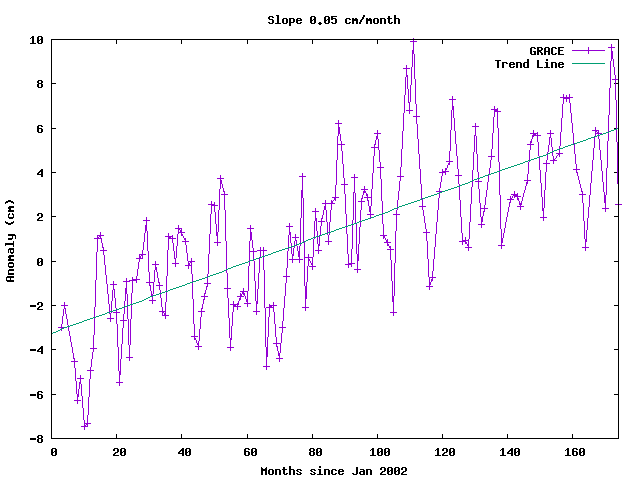 Slope 0.05 cm/month
GRACE
Trend Line
10
8
6
4
2
0
-2
-4
-6
-8
Anomaly (cm)
0 20 40 60 80 100 120 140 160
Months since Jan 2002